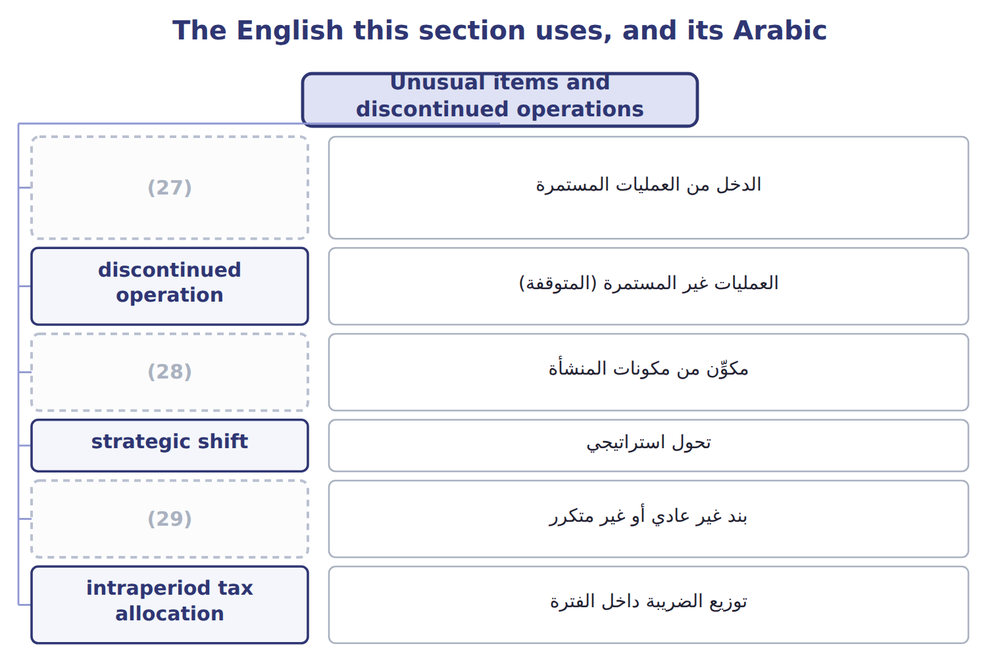 The English this section uses, and its Arabic
Unusual items and
discontinued operations
(27)
الدخل من العمليات المستمرة
discontinued
operation
العمليات غير المستمرة (المتوقفة)
(28)
مكوِّن من مكونات المنشأة
strategic shift
تحول استراتيجي
(29)
بند غير عادي أو غير متكرر
intraperiod tax
allocation
توزيع الضريبة داخل الفترة